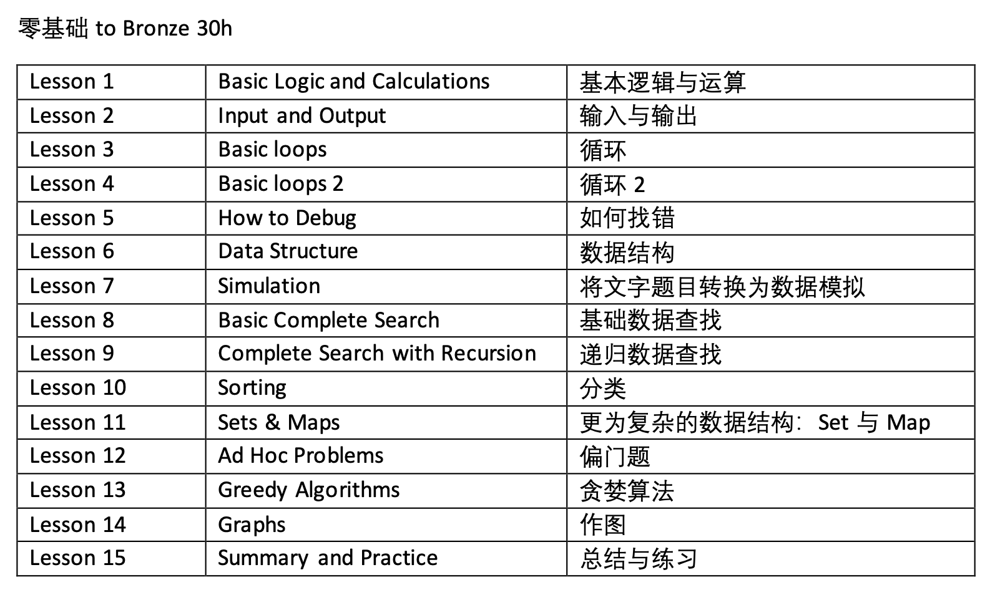 零基础 to Bronze 30h
Lesson 1 Basic Logic and Calculations 基本逻辑与运算
Lesson 2 Input and Output 输入与输出
Lesson 3 Basic loops 循环
Lesson 4 Basic loops 2 循环 2
Lesson 5 How to Debug 如何找错
Lesson 6 Data Structure 数据结构
Lesson 7 Simulation 将文字题目转换为数据模拟
Lesson 8 Basic Complete Search 基础数据查找
Lesson 9 Complete Search with Recursion 递归数据查找
Lesson 10 Sorting 分类
Lesson 11 Sets & Maps 更为复杂的数据结构：Set 与 Map
Lesson 12 Ad Hoc Problems 偏门题
Lesson 13 Greedy Algorithms 贪婪算法
Lesson 14 Graphs 作图
Lesson 15 Summary and Practice 总结与练习